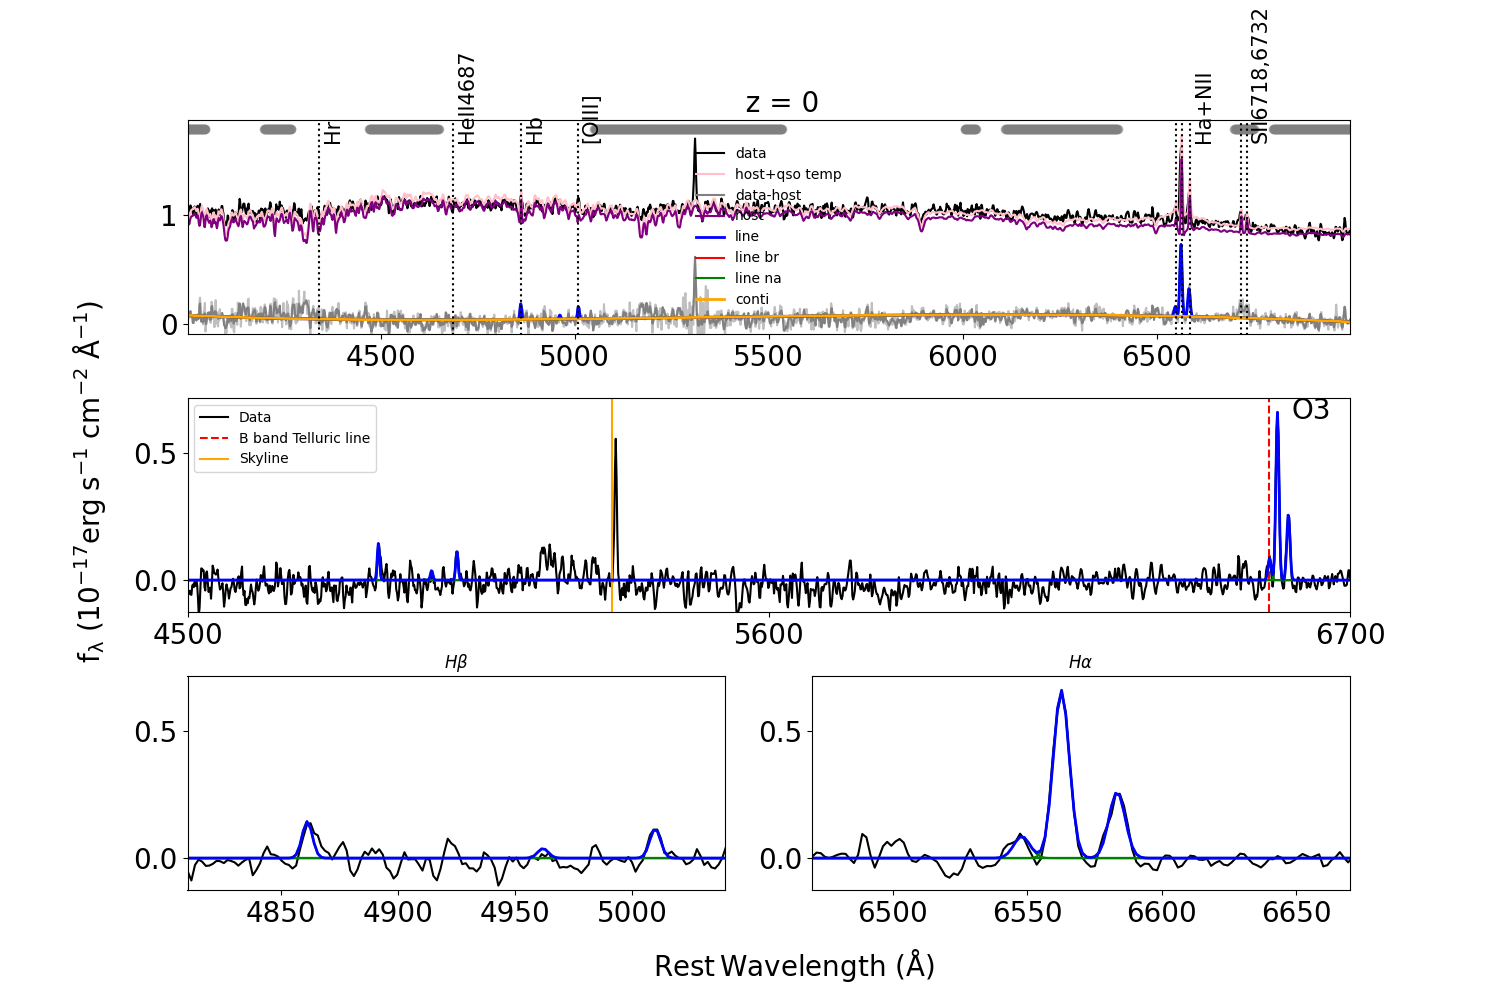 z = 0
Hr
HeII4687
Hb
[OIII]
Ha+NII
SII6718,6732
data
host+qso temp
data-host
host
line
line br
line na
conti
1
0
4500 5000 5500 6000 6500
O3
Data
B band Telluric line
Skyline
0.5
0.0
4500 5600 6700
f_λ (10^{-17}erg s^{-1} cm^{-2} Å^{-1})
Hβ
0.5
0.0
4850 4900 4950 5000
Hα
0.5
0.0
6500 6550 6600 6650
Rest Wavelength (Å)